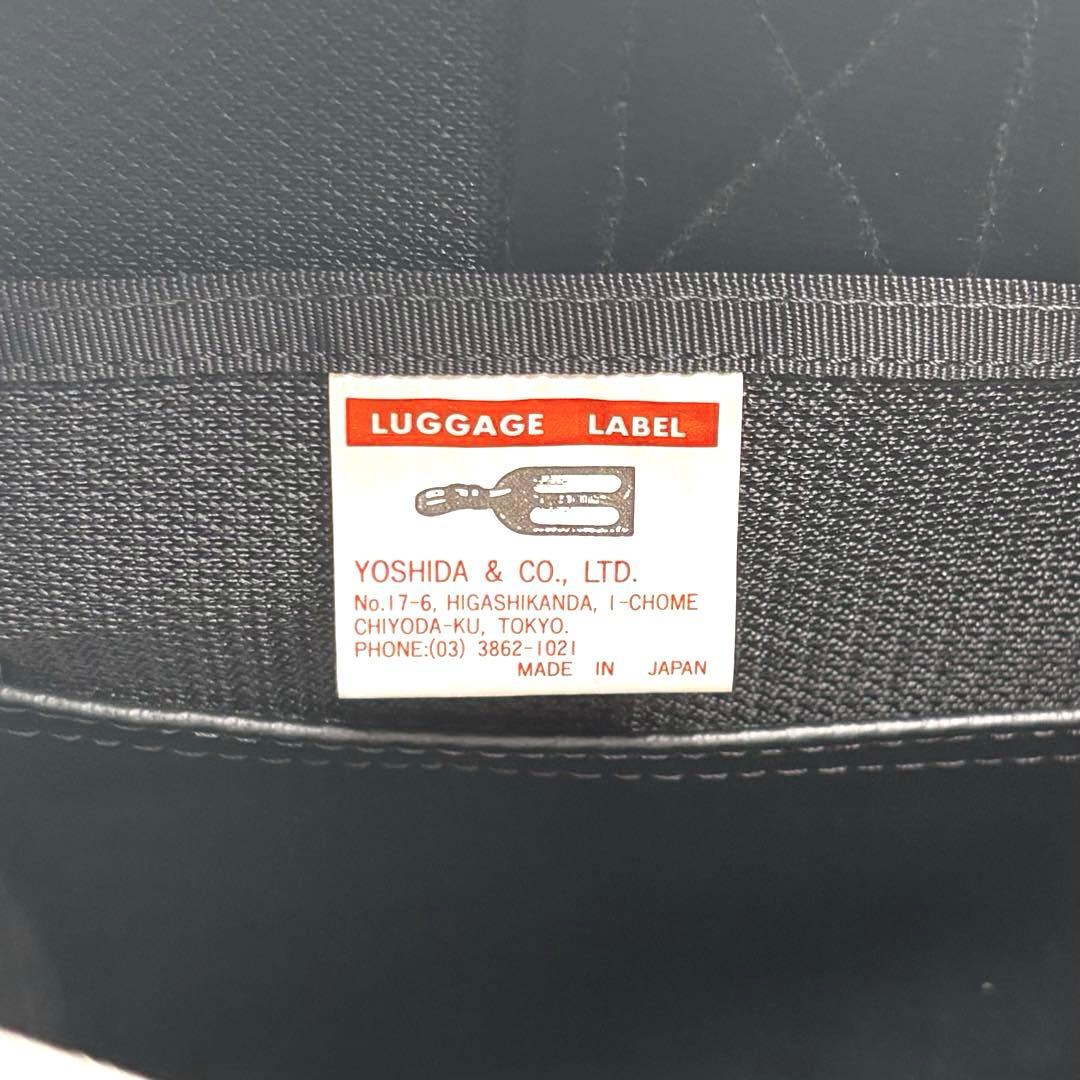 LUGGAGE LABEL
YOSHIDA & CO., LTD.
No.17-6, HIGASHIKANDA, 1-CHOME
CHIYODA-KU, TOKYO.
PHONE:(03) 3862-1021
MADE IN JAPAN